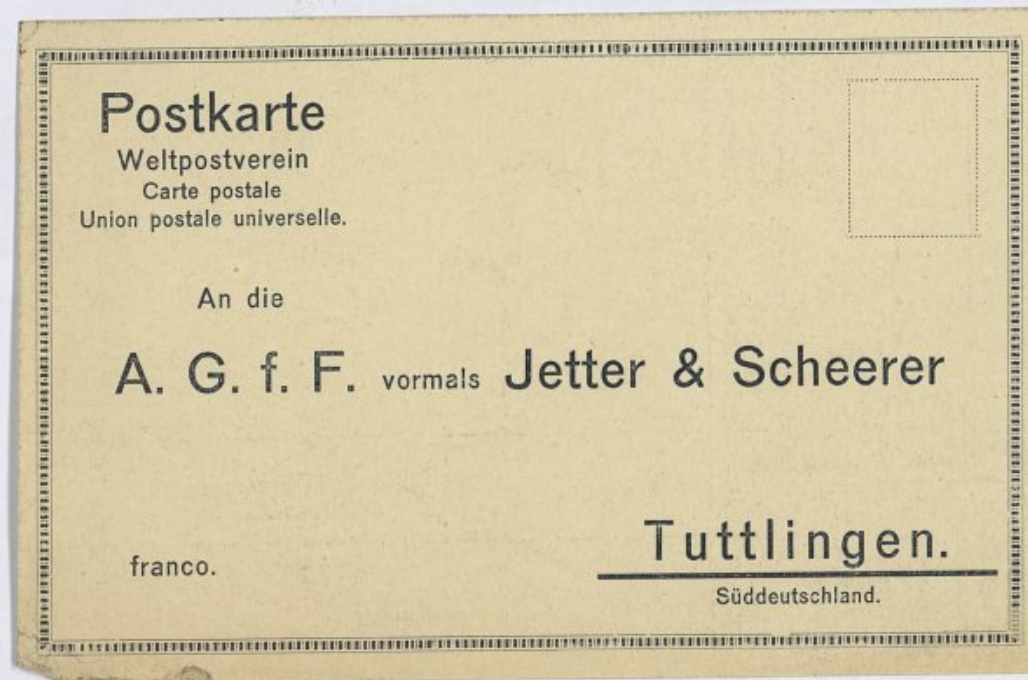 Postkarte
Weltpostverein
Carte postale
Union postale universelle.
An die
A. G. f. F. vormals Jetter & Scheerer
Tuttlingen.
franco.
Süddeutschland.